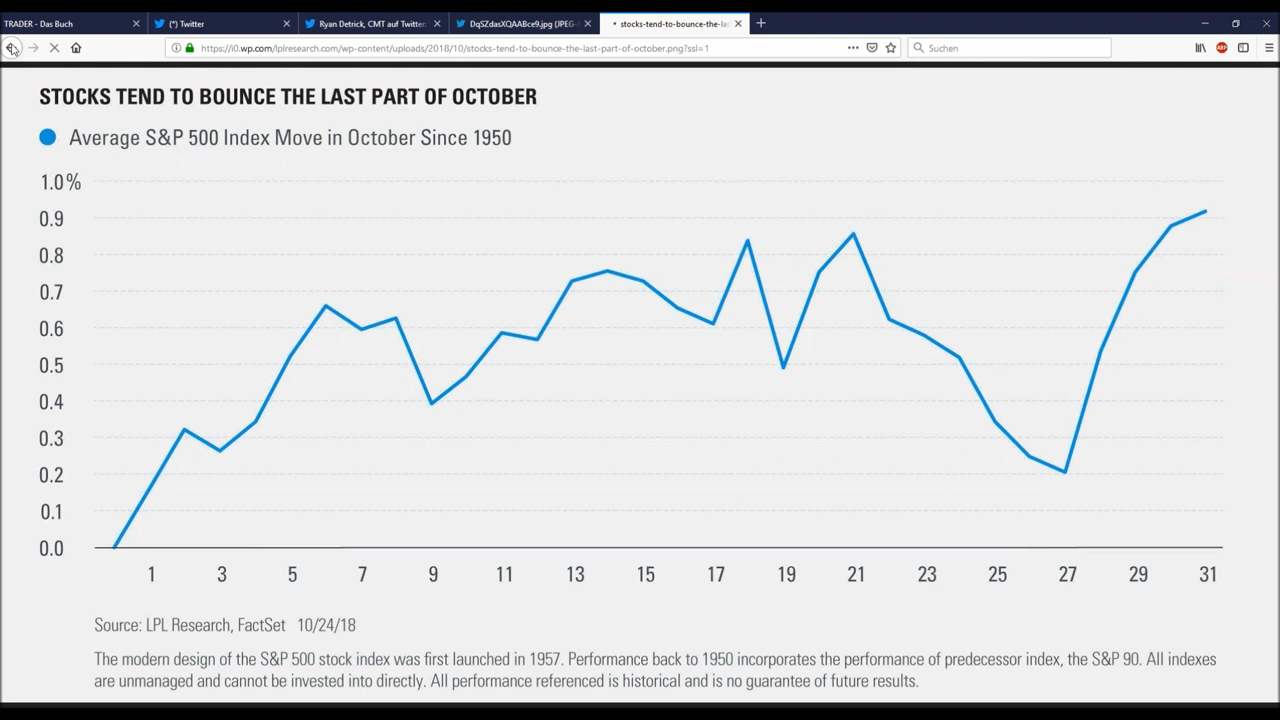 TRADER - Das Buch
(*) Twitter
Ryan Detrick, CMT auf Twitter:
DqSZdasXQAABce9.jpg (JPEG-G
stocks-tend-to-bounce-the-las
https://i0.wp.com/lplresearch.com/wp-content/uploads/2018/10/stocks-tend-to-bounce-the-last-part-of-october.png?ssl=1
Suchen
ABP
STOCKS TEND TO BOUNCE THE LAST PART OF OCTOBER
Average S&P 500 Index Move in October Since 1950
1.0%
0.9
0.8
0.7
0.6
0.5
0.4
0.3
0.2
0.1
0.0
1 3 5 7 9 11 13 15 17 19 21 23 25 27 29 31
Source: LPL Research, FactSet 10/24/18
The modern design of the S&P 500 stock index was first launched in 1957. Performance back to 1950 incorporates the performance of predecessor index, the S&P 90. All indexes
are unmanaged and cannot be invested into directly. All performance referenced is historical and is no guarantee of future results.